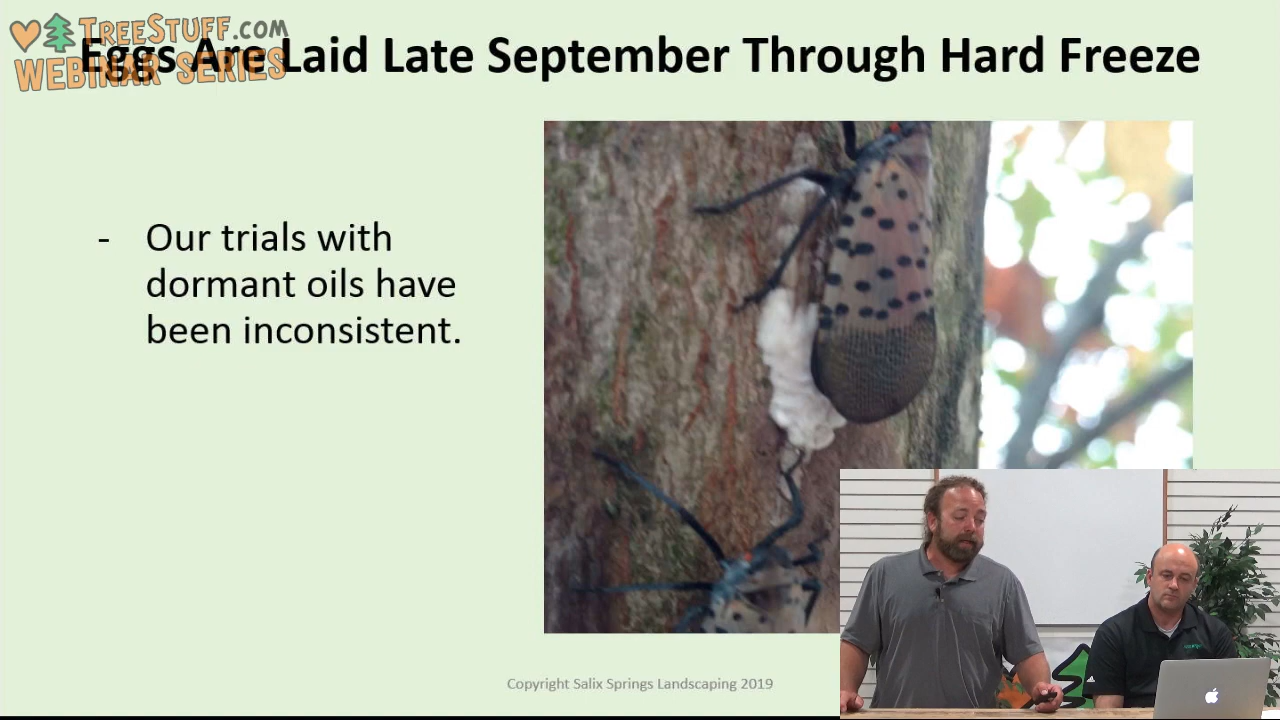 TREESTUFF.COM
WEBINAR SERIES
Eggs Are Laid Late September Through Hard Freeze
- Our trials with
dormant oils have
been inconsistent.
Copyright Salix Springs Landscaping 2019